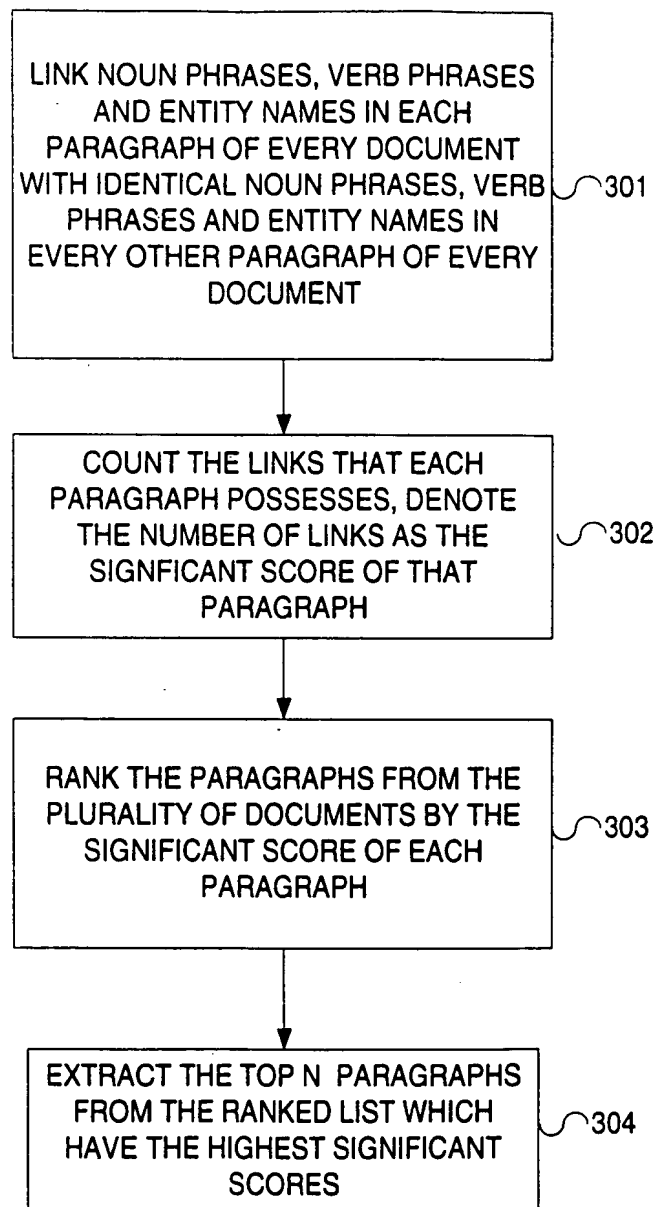 LINK NOUN PHRASES, VERB PHRASES
AND ENTITY NAMES IN EACH
PARAGRAPH OF EVERY DOCUMENT
WITH IDENTICAL NOUN PHRASES, VERB
PHRASES AND ENTITY NAMES IN
EVERY OTHER PARAGRAPH OF EVERY
DOCUMENT
301
COUNT THE LINKS THAT EACH
PARAGRAPH POSSESSES, DENOTE
THE NUMBER OF LINKS AS THE
SIGNFICANT SCORE OF THAT
PARAGRAPH
302
RANK THE PARAGRAPHS FROM THE
PLURALITY OF DOCUMENTS BY THE
SIGNIFICANT SCORE OF EACH
PARAGRAPH
303
EXTRACT THE TOP N PARAGRAPHS
FROM THE RANKED LIST WHICH
HAVE THE HIGHEST SIGNIFICANT
SCORES
304